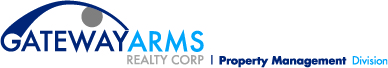 GATEWAYARMS
REALTY CORP | Property Management Division